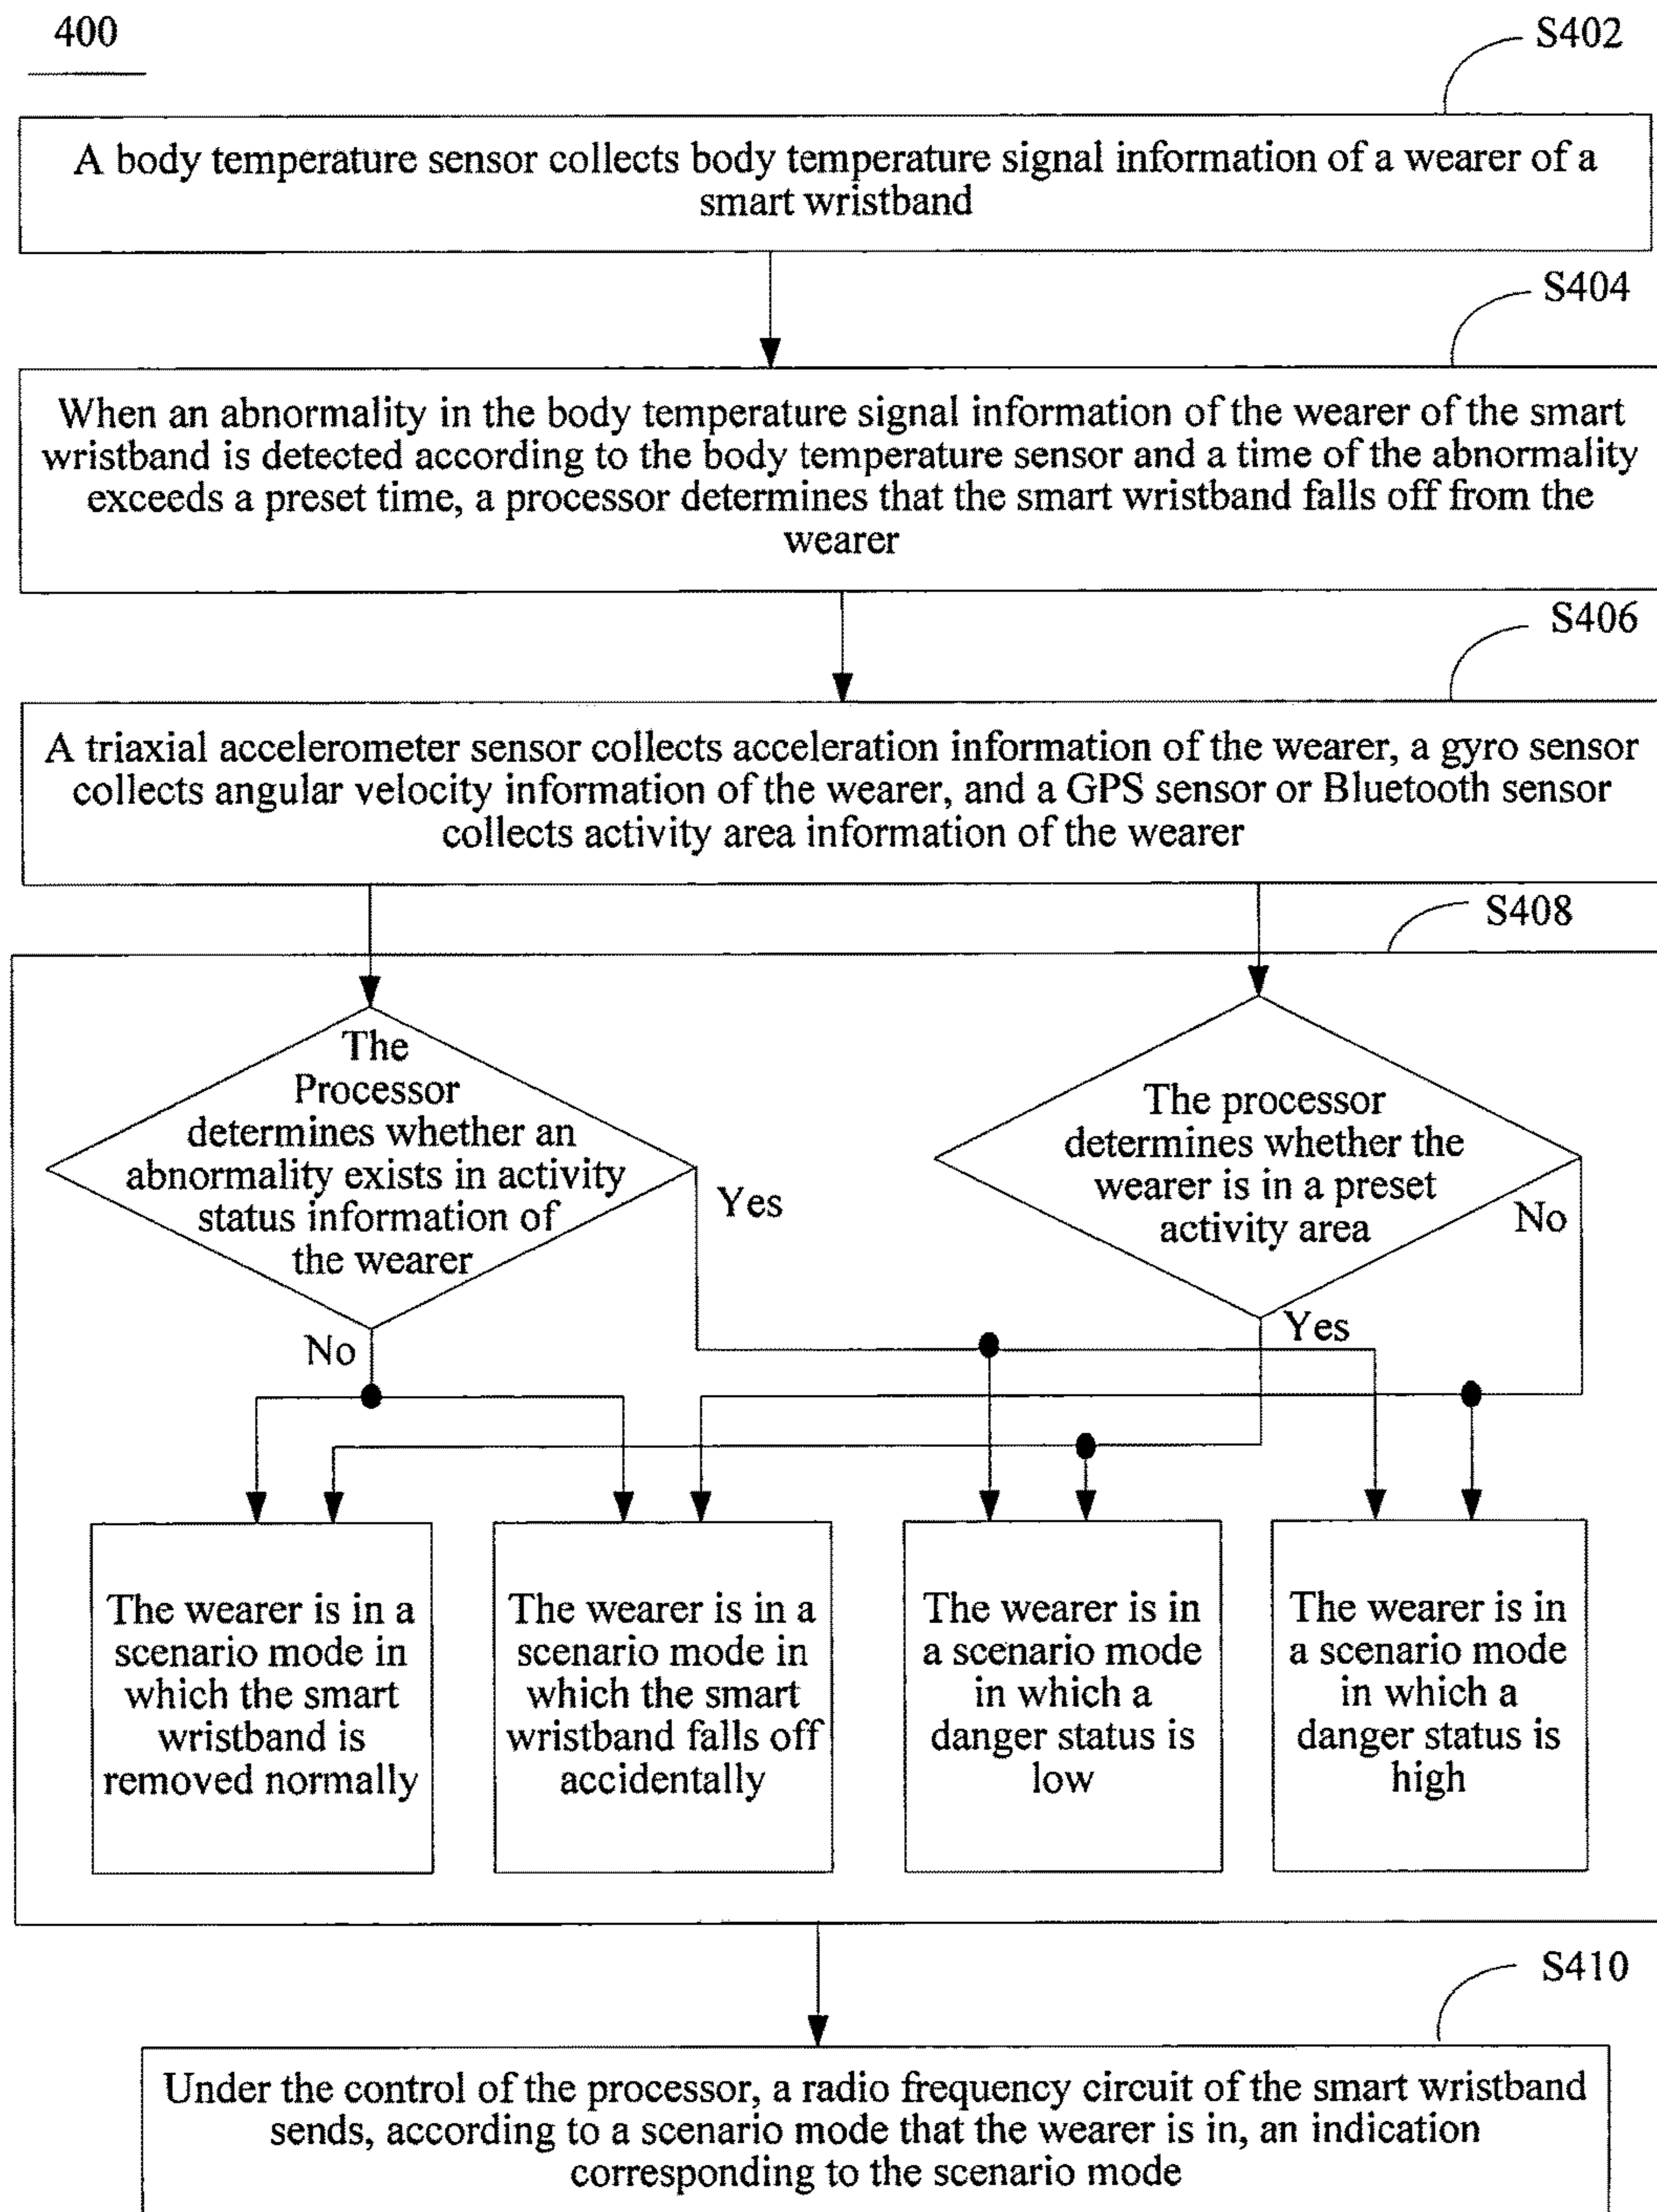 400
S402
A body temperature sensor collects body temperature signal information of a wearer of a
smart wristband
S404
When an abnormality in the body temperature signal information of the wearer of the smart
wristband is detected according to the body temperature sensor and a time of the abnormality
exceeds a preset time, a processor determines that the smart wristband falls off from the
wearer
S406
A triaxial accelerometer sensor collects acceleration information of the wearer, a gyro sensor
collects angular velocity information of the wearer, and a GPS sensor or Bluetooth sensor
collects activity area information of the wearer
S408
The
Processor
determines whether an
abnormality exists in activity
status information of
the wearer
Yes
No
The processor
determines whether the
wearer is in a preset
activity area
No
Yes
The wearer is in a
scenario mode in
which the smart
wristband is
removed normally
The wearer is in a
scenario mode in
which the smart
wristband falls off
accidentally
The wearer is in
a scenario mode
in which a
danger status is
low
The wearer is in
a scenario mode
in which a
danger status is
high
S410
Under the control of the processor, a radio frequency circuit of the smart wristband
sends, according to a scenario mode that the wearer is in, an indication
corresponding to the scenario mode